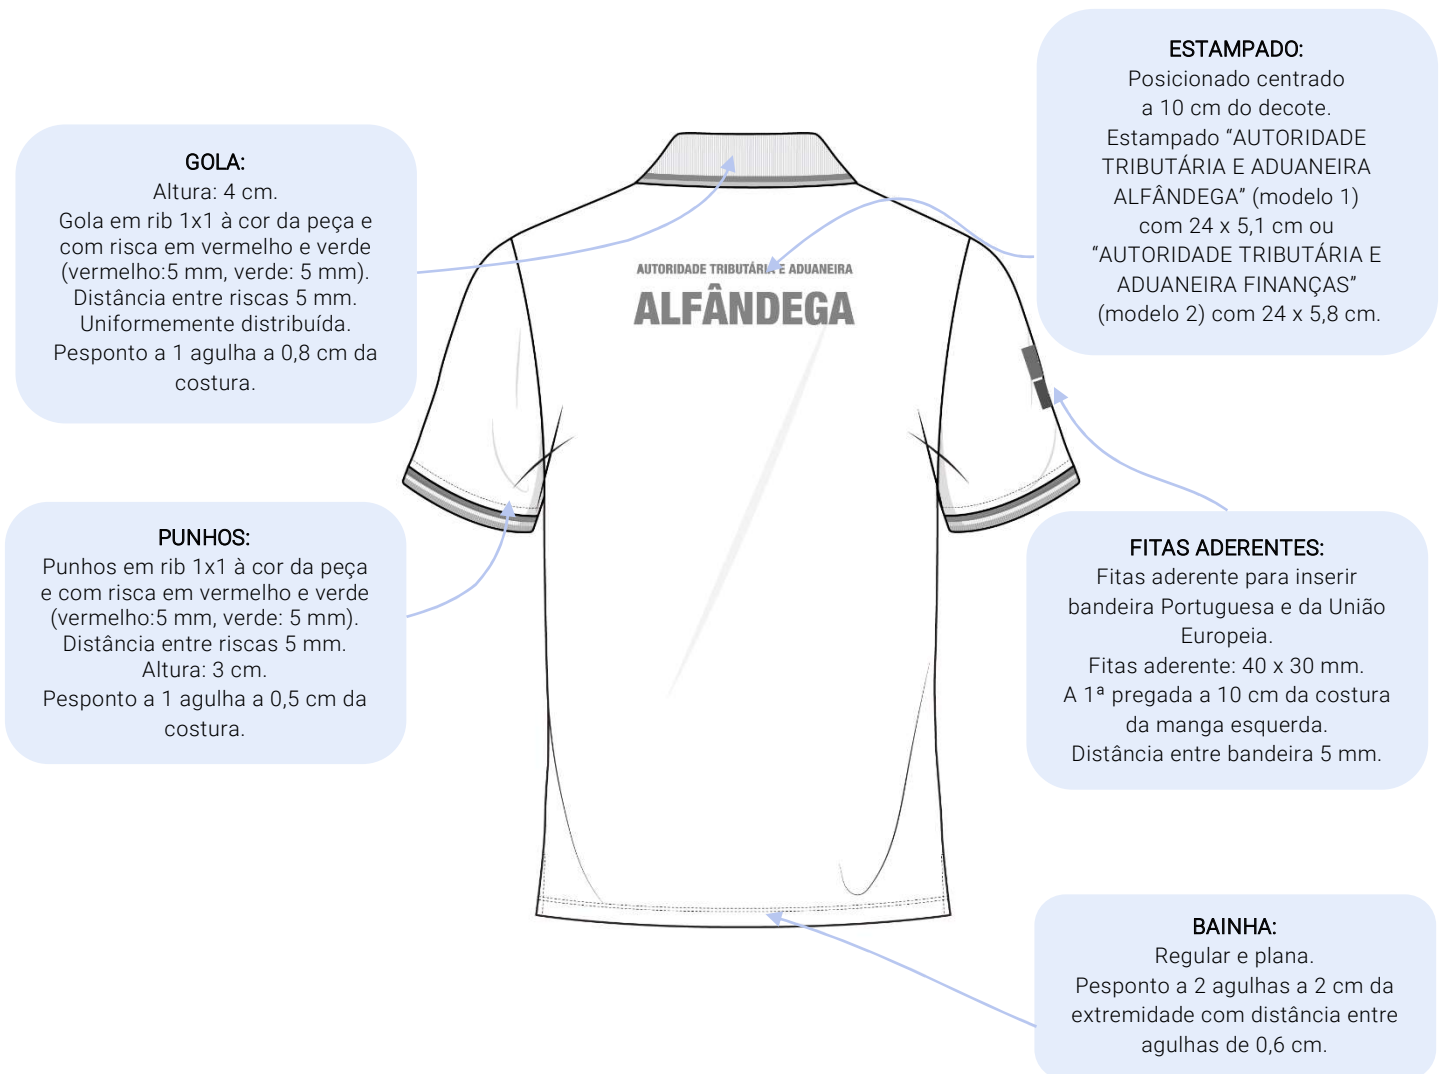 ESTAMPADO:
Posicionado centrado
a 10 cm do decote.
Estampado “AUTORIDADE
TRIBUTÁRIA E ADUANEIRA
ALFÂNDEGA” (modelo 1)
com 24 x 5,1 cm ou
“AUTORIDADE TRIBUTÁRIA E
ADUANEIRA FINANÇAS”
(modelo 2) com 24 x 5,8 cm.
GOLA:
Altura: 4 cm.
Gola em rib 1x1 à cor da peça e
com risca em vermelho e verde
(vermelho:5 mm, verde: 5 mm).
Distância entre riscas 5 mm.
Uniformemente distribuída.
Pesponto a 1 agulha a 0,8 cm da
costura.
AUTORIDADE TRIBUTÁRIA E ADUANEIRA
ALFÂNDEGA
PUNHOS:
Punhos em rib 1x1 à cor da peça
e com risca em vermelho e verde
(vermelho:5 mm, verde: 5 mm).
Distância entre riscas 5 mm.
Altura: 3 cm.
Pesponto a 1 agulha a 0,5 cm da
costura.
FITAS ADERENTES:
Fitas aderente para inserir
bandeira Portuguesa e da União
Europeia.
Fitas aderente: 40 x 30 mm.
A 1ª pregada a 10 cm da costura
da manga esquerda.
Distância entre bandeira 5 mm.
BAINHA:
Regular e plana.
Pesponto a 2 agulhas a 2 cm da
extremidade com distância entre
agulhas de 0,6 cm.